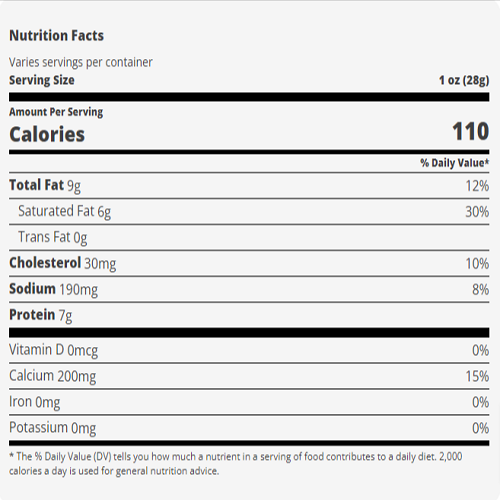 Nutrition Facts
Varies servings per container
Serving Size 1 oz (28g)
Amount Per Serving
Calories 110
% Daily Value*
Total Fat 9g 12%
Saturated Fat 6g 30%
Trans Fat 0g
Cholesterol 30mg 10%
Sodium 190mg 8%
Protein 7g
Vitamin D 0mcg 0%
Calcium 200mg 15%
Iron 0mg 0%
Potassium 0mg 0%
* The % Daily Value (DV) tells you how much a nutrient in a serving of food contributes to a daily diet. 2,000
calories a day is used for general nutrition advice.